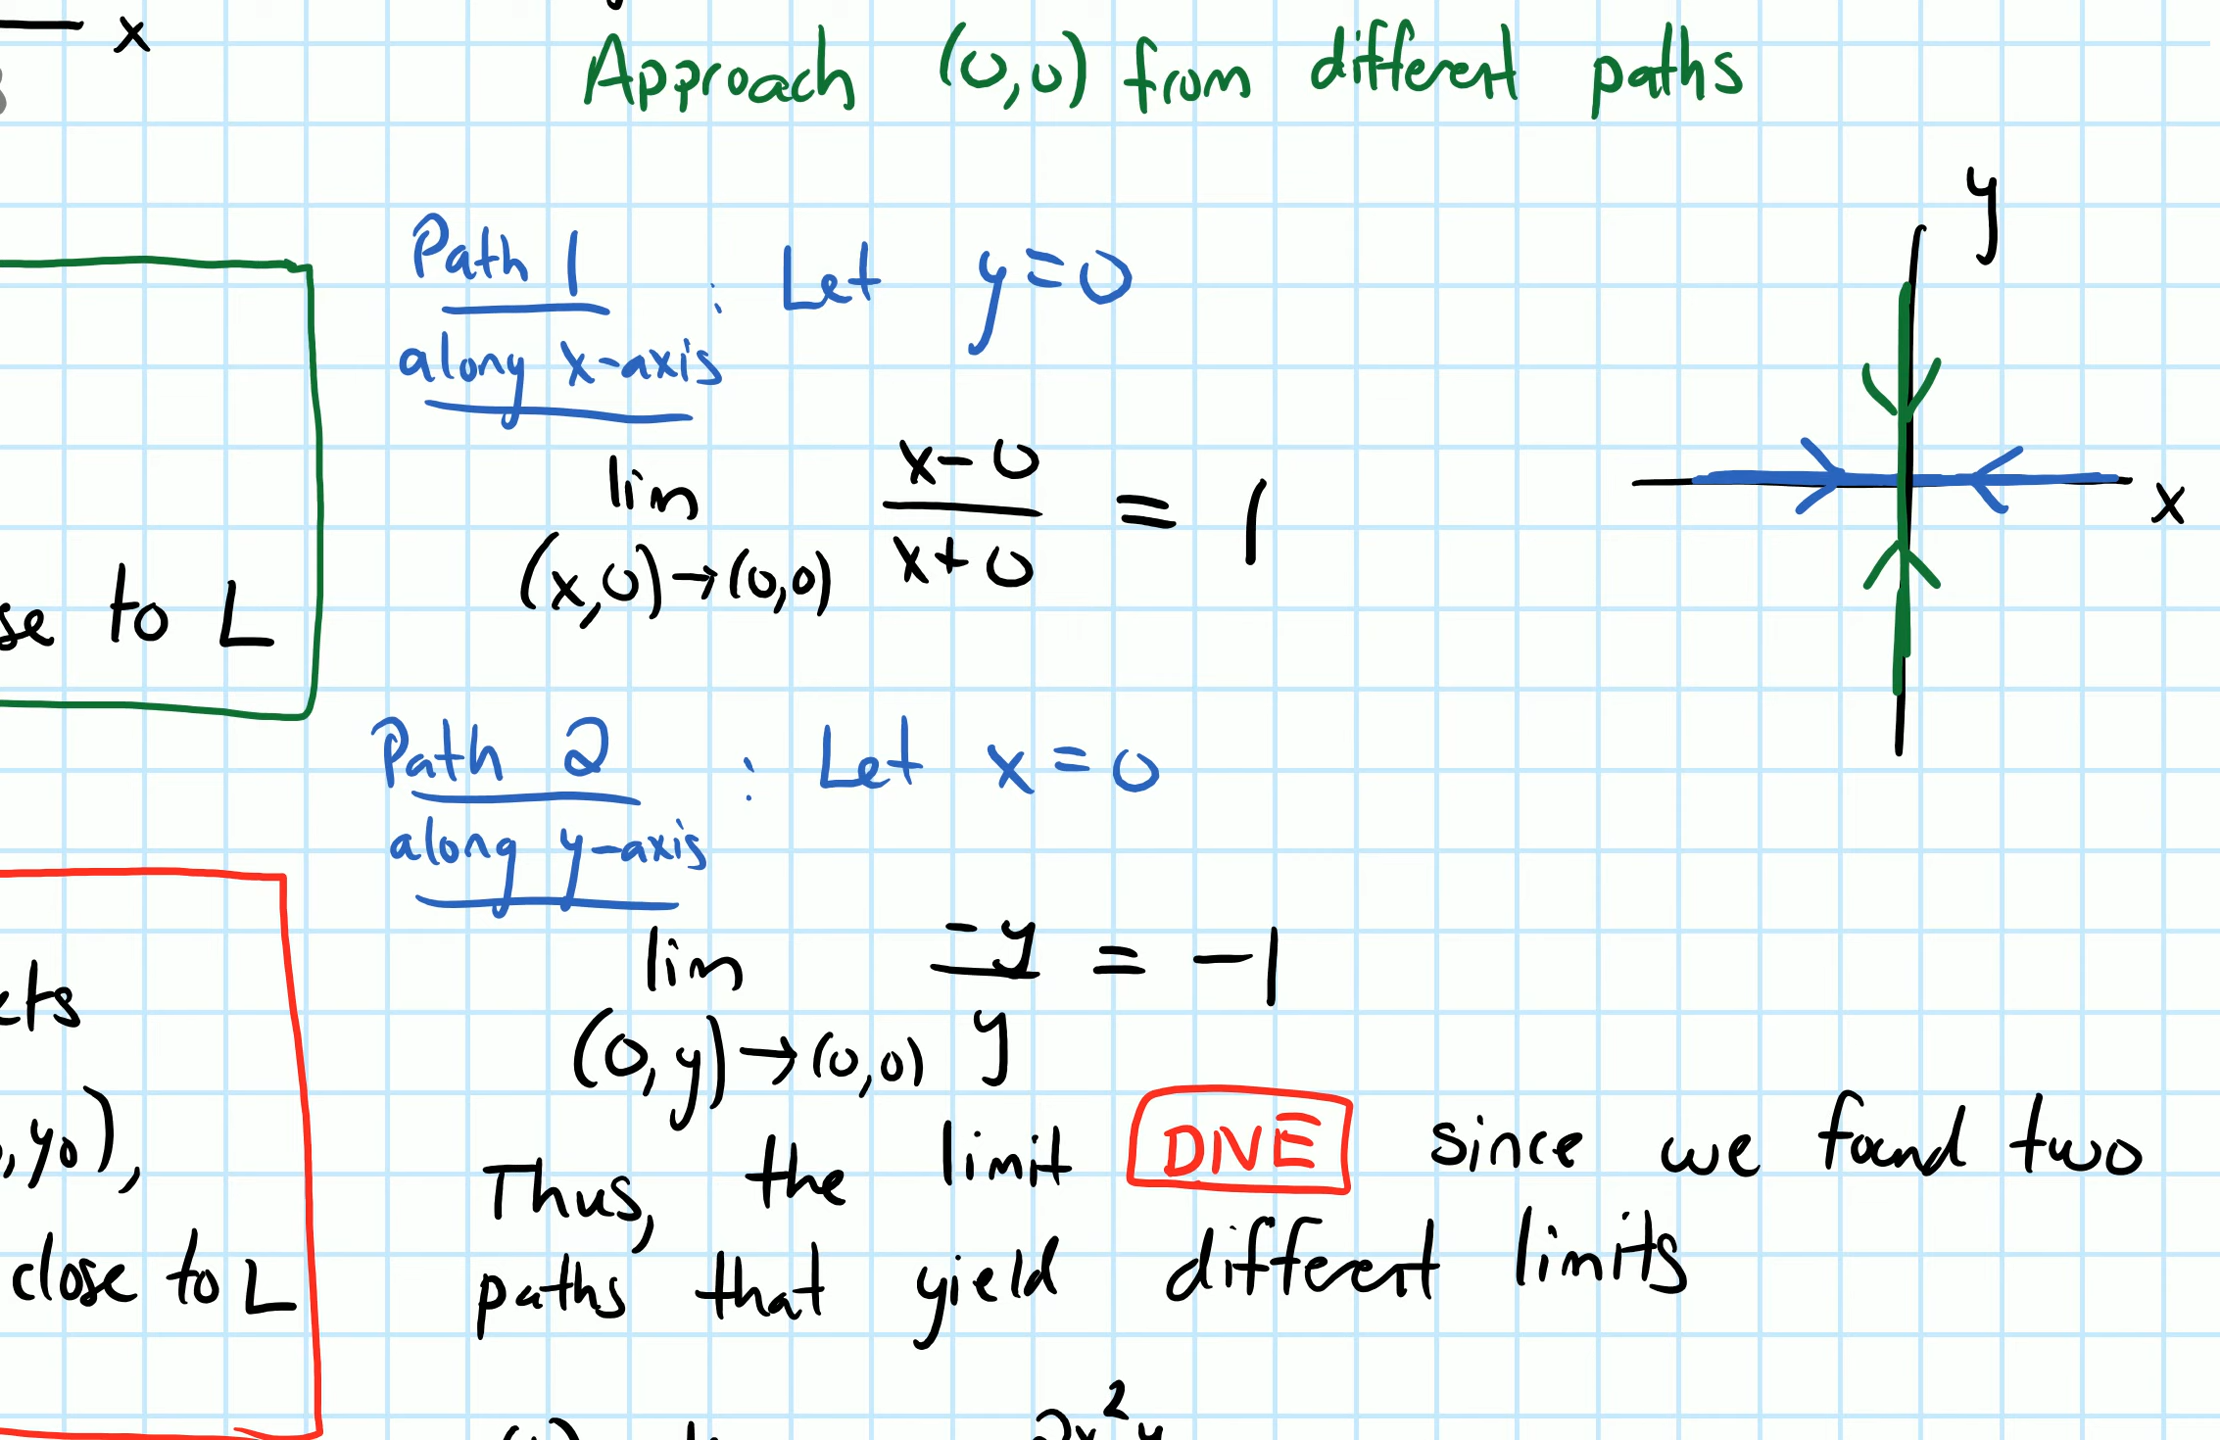 x
Approach (0,0) from different paths
y
Path 1 : Let y=0
along x-axis
lim x-0 / x+0 = 1
(x,0)→(0,0)
x
se to L
Path 2 : Let x=0
along y-axis
lim -y / y = -1
(0,y)→(0,0)
ets
,y0),
close to L
Thus, the limit DNE since we found two
paths that yield different limits